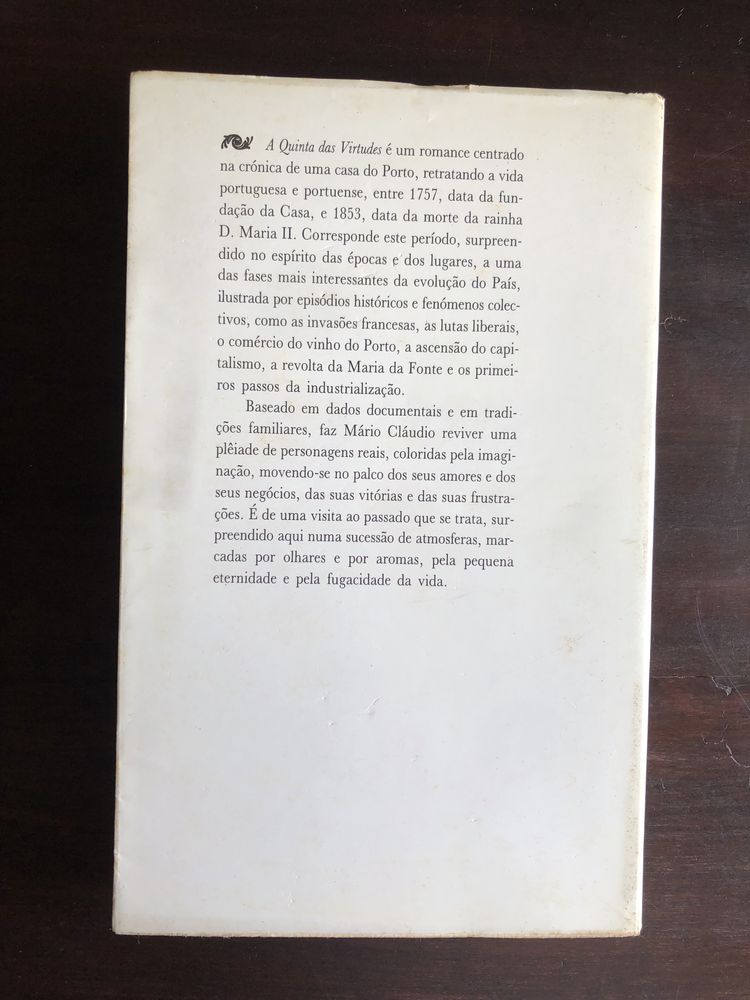 A Quinta das Virtudes é um romance centrado
na crónica de uma casa do Porto, retratando a vida
portuguesa e portuense, entre 1757, data da fun-
dação da Casa, e 1853, data da morte da rainha
D. Maria II. Corresponde este período, surpreen-
dido no espírito das épocas e dos lugares, a uma
das fases mais interessantes da evolução do País,
ilustrada por episódios históricos e fenómenos colec-
tivos, como as invasões francesas, as lutas liberais,
o comércio do vinho do Porto, a ascensão do capi-
talismo, a revolta da Maria da Fonte e os primei-
ros passos da industrialização.
Baseado em dados documentais e em tradi-
ções familiares, faz Mário Cláudio reviver uma
plêiade de personagens reais, coloridas pela imagi-
nação, movendo-se no palco dos seus amores e dos
seus negócios, das suas vitórias e das suas frustra-
ções. É de uma visita ao passado que se trata, sur-
preendido aqui numa sucessão de atmosferas, mar-
cadas por olhares e por aromas, pela pequena
eternidade e pela fugacidade da vida.